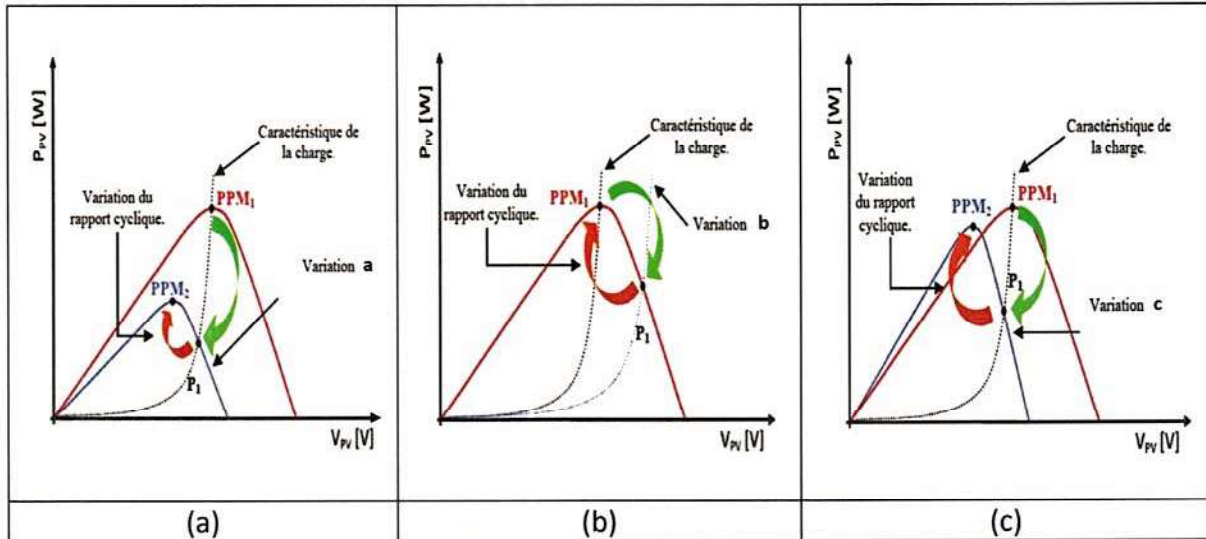 P_PV [W]
Caractéristique de
la charge.
Variation du
rapport cyclique.
PPM₁
PPM₂
Variation a
P₁
V_PV [V]
(a)
P_PV [W]
Caractéristique de
la charge.
PPM₁
Variation du
rapport cyclique.
Variation b
P₁
V_PV [V]
(b)
P_PV [W]
Caractéristique de
la charge.
Variation
du rapport
cyclique.
PPM₂
PPM₁
P₁
Variation c
V_PV [V]
(c)